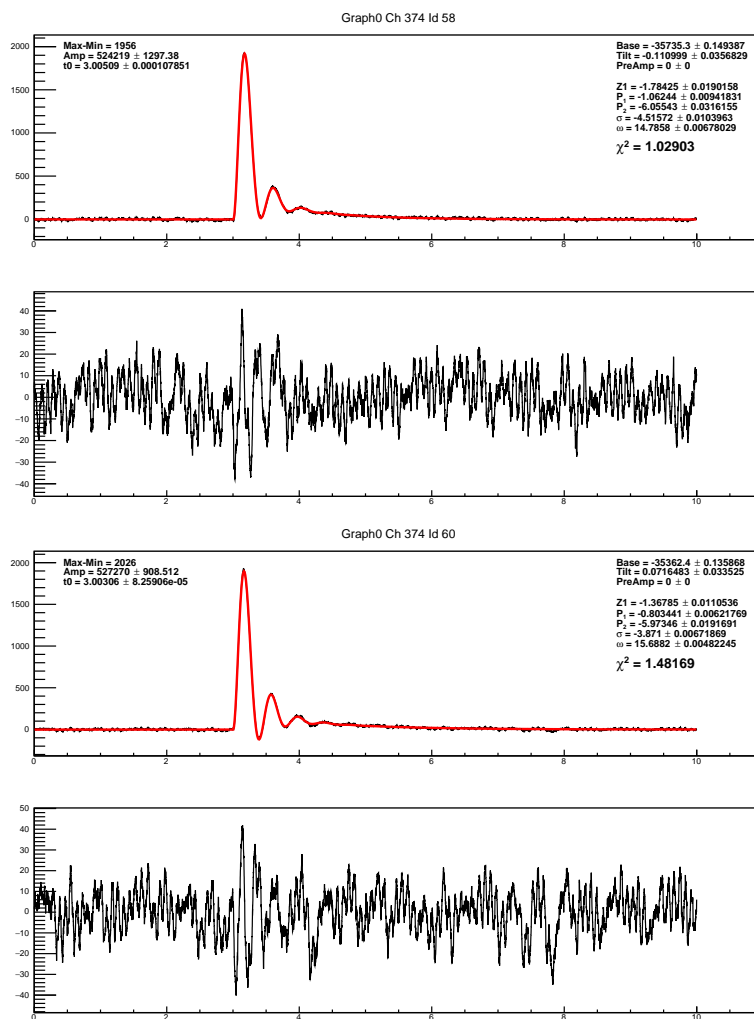 Graph0 Ch 374 Id 58
Max-Min = 1956
Amp = 524219 ± 1297.38
t0 = 3.00509 ± 0.000107851
Base = -35735.3 ± 0.149387
Tilt = -0.110999 ± 0.0356829
PreAmp = 0 ± 0
Z1 = -1.78425 ± 0.0190158
P₁ = -1.06244 ± 0.00941831
P₂ = -6.05543 ± 0.0316155
σ = -4.51572 ± 0.0103963
ω = 14.7858 ± 0.00678029
χ² = 1.02903
2000
1500
1000
500
0
0 2 4 6 8 10
40
30
20
10
0
−10
−20
−30
−40
0 2 4 6 8 10
Graph0 Ch 374 Id 60
Max-Min = 2026
Amp = 527270 ± 908.512
t0 = 3.00306 ± 8.25906e-05
Base = -35362.4 ± 0.135868
Tilt = 0.0716483 ± 0.033525
PreAmp = 0 ± 0
Z1 = -1.36785 ± 0.0110536
P₁ = -0.803441 ± 0.00621769
P₂ = -5.97346 ± 0.0191691
σ = -3.871 ± 0.00671869
ω = 15.6882 ± 0.00482245
χ² = 1.48169
2000
1500
1000
500
0
0 2 4 6 8 10
50
40
30
20
10
0
−10
−20
−30
−40
0 2 4 6 8 10